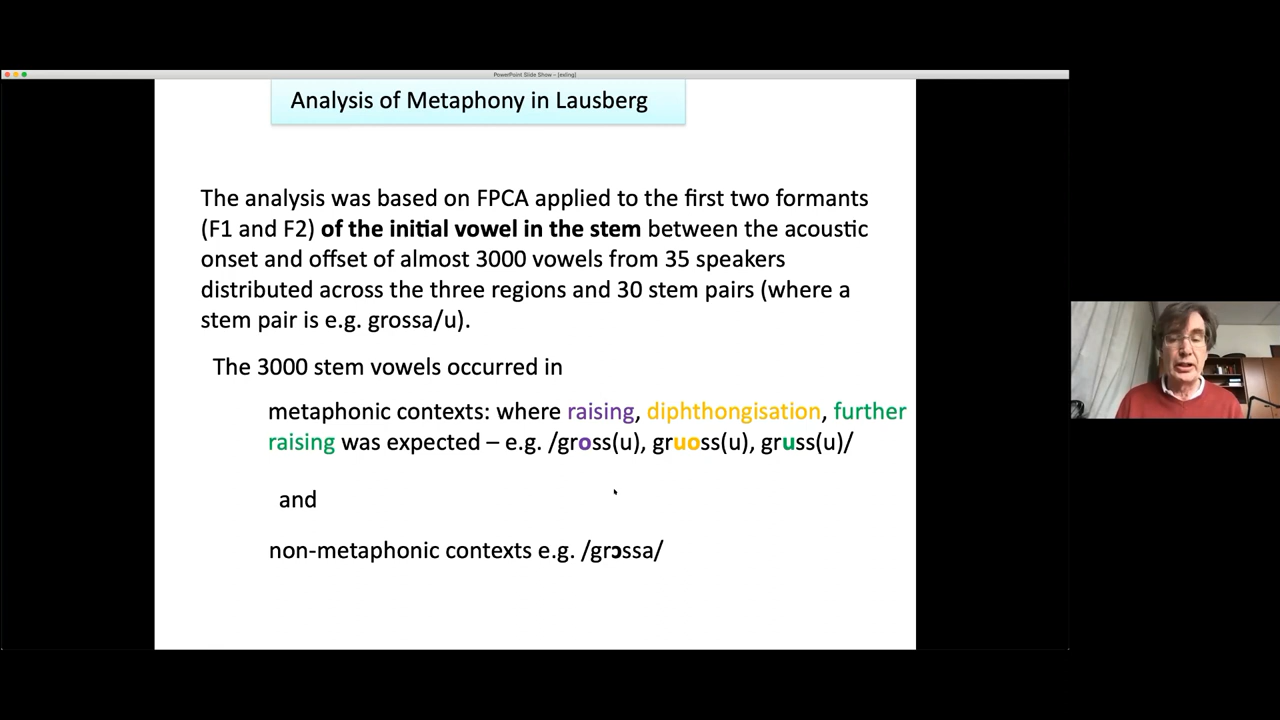 PowerPoint Slide Show – [exling]
Analysis of Metaphony in Lausberg
The analysis was based on FPCA applied to the first two formants
(F1 and F2) of the initial vowel in the stem between the acoustic
onset and offset of almost 3000 vowels from 35 speakers
distributed across the three regions and 30 stem pairs (where a
stem pair is e.g. grossa/u).
The 3000 stem vowels occurred in
metaphonic contexts: where raising, diphthongisation, further
raising was expected – e.g. /gross(u), gruoss(u), gruss(u)/
and
non-metaphonic contexts e.g. /grɔssa/